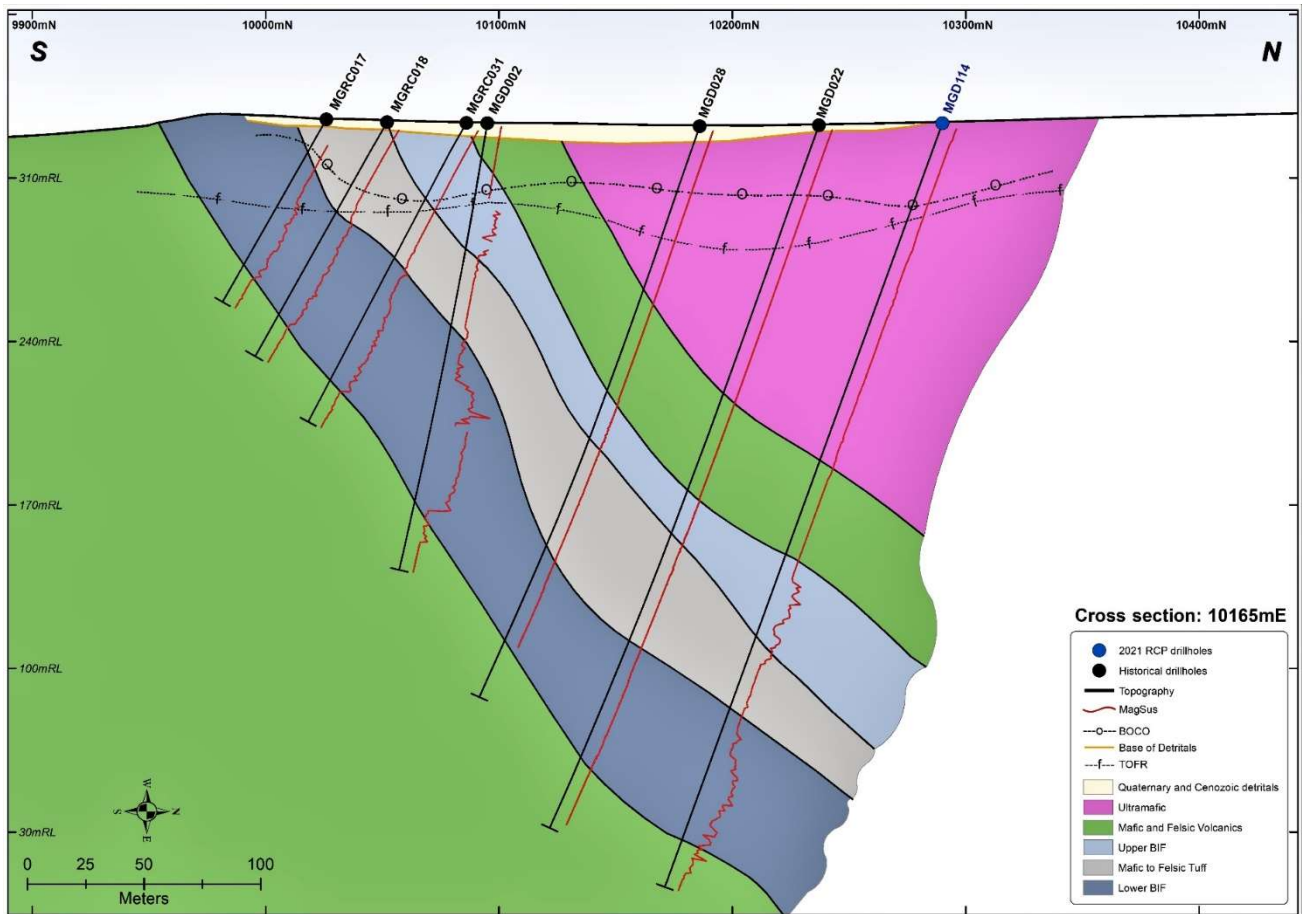 9900mN 10000mN 10100mN 10200mN 10300mN 10400mN
S N
MGRC017 MGRC018 MGRC031 MGD002 MGD028 MGD022 MGD114
310mRL
240mRL
170mRL
100mRL
30mRL
o o o o o o o o o
f f f f f f f f f f
W
S N
E
0 25 50 100
Meters
Cross section: 10165mE
2021 RCP drillholes
Historical drillholes
Topography
MagSus
o BOCO
Base of Detritals
f TOFR
Quaternary and Cenozoic detritals
Ultramafic
Mafic and Felsic Volcanics
Upper BIF
Mafic to Felsic Tuff
Lower BIF